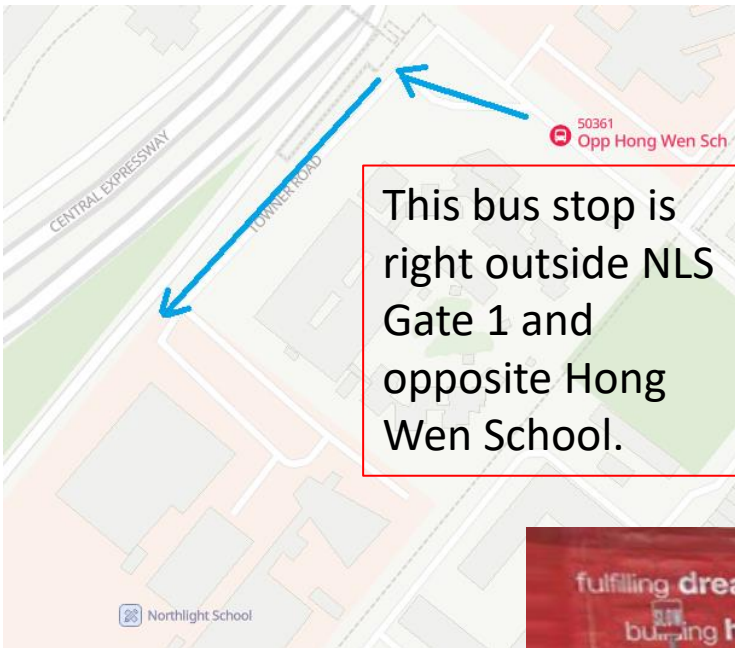 50361
Opp Hong Wen Sch
CENTRAL EXPRESSWAY
TOWNER ROAD
This bus stop is
right outside NLS
Gate 1 and
opposite Hong
Wen School.
Northlight School
fulfilling
SLOW